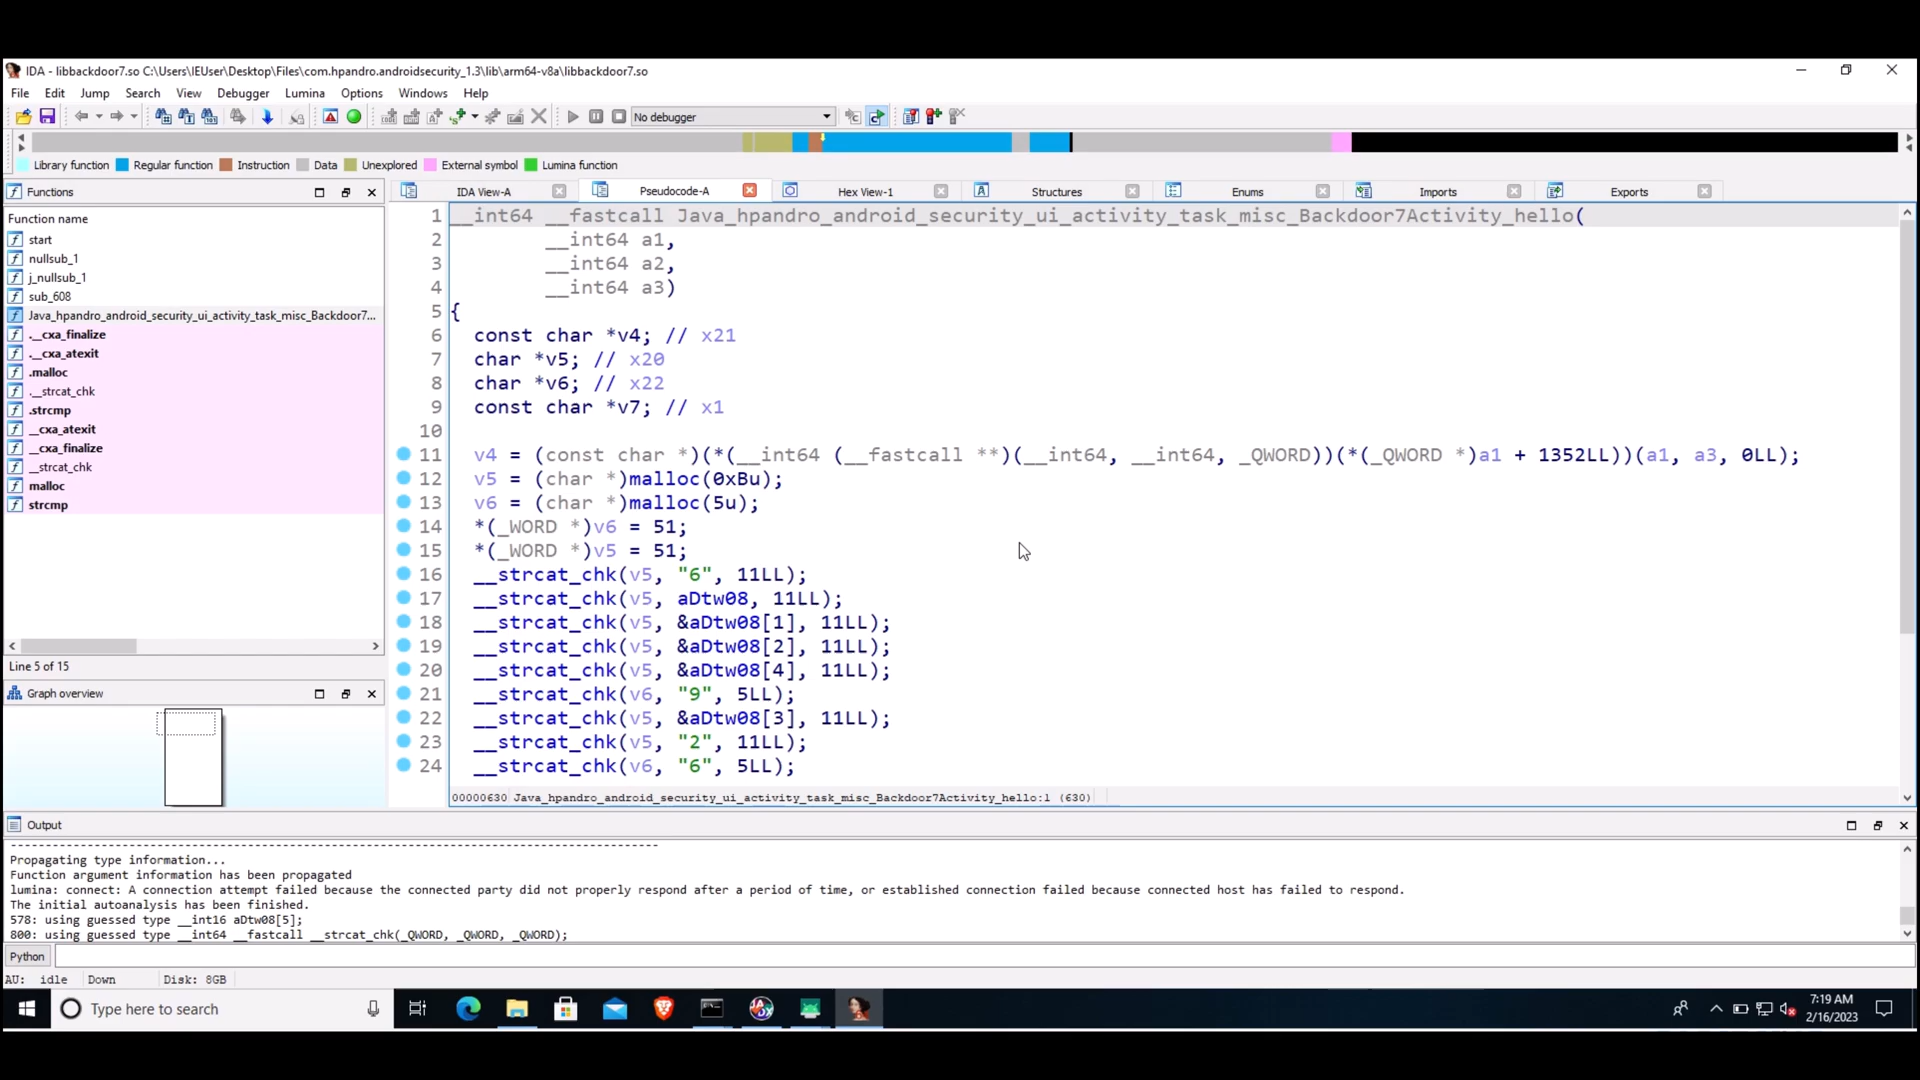 IDA - libbackdoor7.so C:\Users\IEUser\Desktop\Files\com.hpandro.androidsecurity_1.3\lib\arm64-v8a\libbackdoor7.so
File Edit Jump Search View Debugger Lumina Options Windows Help
No debugger
Library function Regular function Instruction Data Unexplored External symbol Lumina function
Functions
Function name
start
nullsub_1
j_nullsub_1
sub_608
Java_hpandro_android_security_ui_activity_task_misc_Backdoor7...
.__cxa_finalize
.__cxa_atexit
.malloc
.__strcat_chk
.strcmp
__cxa_atexit
__cxa_finalize
__strcat_chk
malloc
strcmp
Line 5 of 15
Graph overview
IDA View-A Pseudocode-A Hex View-1 Structures Enums Imports Exports
1 __int64 __fastcall Java_hpandro_android_security_ui_activity_task_misc_Backdoor7Activity_hello(
2 __int64 a1,
3 __int64 a2,
4 __int64 a3)
5 {
6 const char *v4; // x21
7 char *v5; // x20
8 char *v6; // x22
9 const char *v7; // x1
10
11 v4 = (const char *)(*(__int64 (__fastcall **)(__int64, __int64, _QWORD))(*(_QWORD *)a1 + 1352LL))(a1, a3, 0LL);
12 v5 = (char *)malloc(0xBu);
13 v6 = (char *)malloc(5u);
14 *(_WORD *)v6 = 51;
15 *(_WORD *)v5 = 51;
16 __strcat_chk(v5, "6", 11LL);
17 __strcat_chk(v5, aDtw08, 11LL);
18 __strcat_chk(v5, &aDtw08[1], 11LL);
19 __strcat_chk(v5, &aDtw08[2], 11LL);
20 __strcat_chk(v5, &aDtw08[4], 11LL);
21 __strcat_chk(v6, "9", 5LL);
22 __strcat_chk(v5, &aDtw08[3], 11LL);
23 __strcat_chk(v5, "2", 11LL);
24 __strcat_chk(v6, "6", 5LL);
00000630 Java_hpandro_android_security_ui_activity_task_misc_Backdoor7Activity_hello:1 (630)
Output
Propagating type information...
Function argument information has been propagated
lumina: connect: A connection attempt failed because the connected party did not properly respond after a period of time, or established connection failed because connected host has failed to respond.
The initial autoanalysis has been finished.
578: using guessed type __int16 aDtw08[5];
800: using guessed type __int64 __fastcall __strcat_chk(_QWORD, _QWORD, _QWORD);
Python
AU: idle Down Disk: 8GB
Type here to search
7:19 AM
2/16/2023